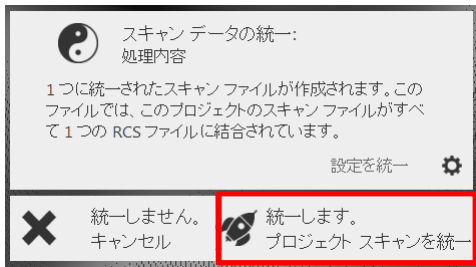 スキャン データの統一:
処理内容
1つに統一されたスキャン ファイルが作成されます。この
ファイルでは、このプロジェクトのスキャン ファイルがすべ
て1つの RCS ファイルに結合されています。
設定を統一
統一しません。
キャンセル
統一します。
プロジェクト スキャンを統一